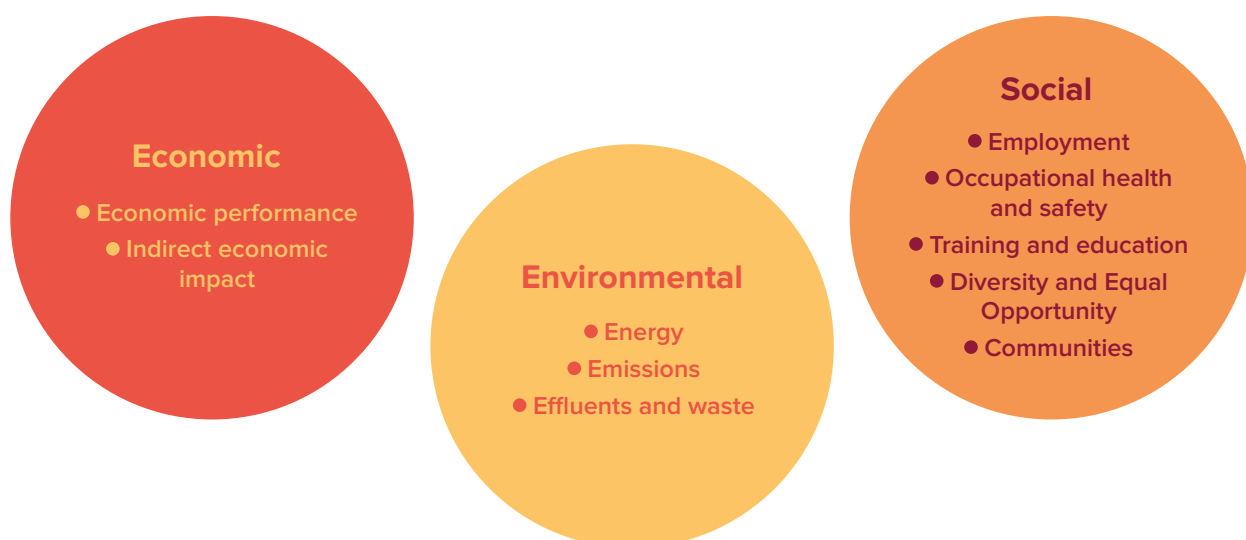 Economic
● Economic performance
● Indirect economic
impact
Environmental
● Energy
● Emissions
● Effluents and waste
Social
● Employment
● Occupational health
and safety
● Training and education
● Diversity and Equal
Opportunity
● Communities